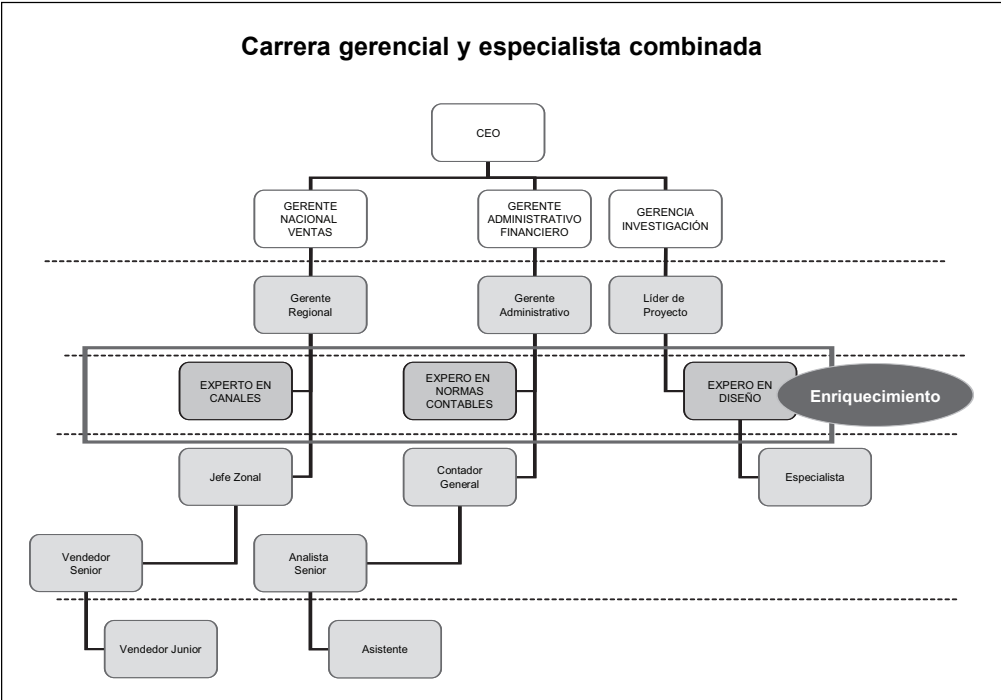 Carrera gerencial y especialista combinada
CEO
GERENTE
NACIONAL
VENTAS
GERENTE
ADMINISTRATIVO
FINANCIERO
GERENCIA
INVESTIGACIÓN
Gerente
Regional
Gerente
Administrativo
Líder de
Proyecto
EXPERTO EN
CANALES
EXPERO EN
NORMAS
CONTABLES
EXPERO EN
DISEÑO
Enriquecimiento
Jefe Zonal
Contador
General
Especialista
Vendedor
Senior
Analista
Senior
Vendedor Junior
Asistente